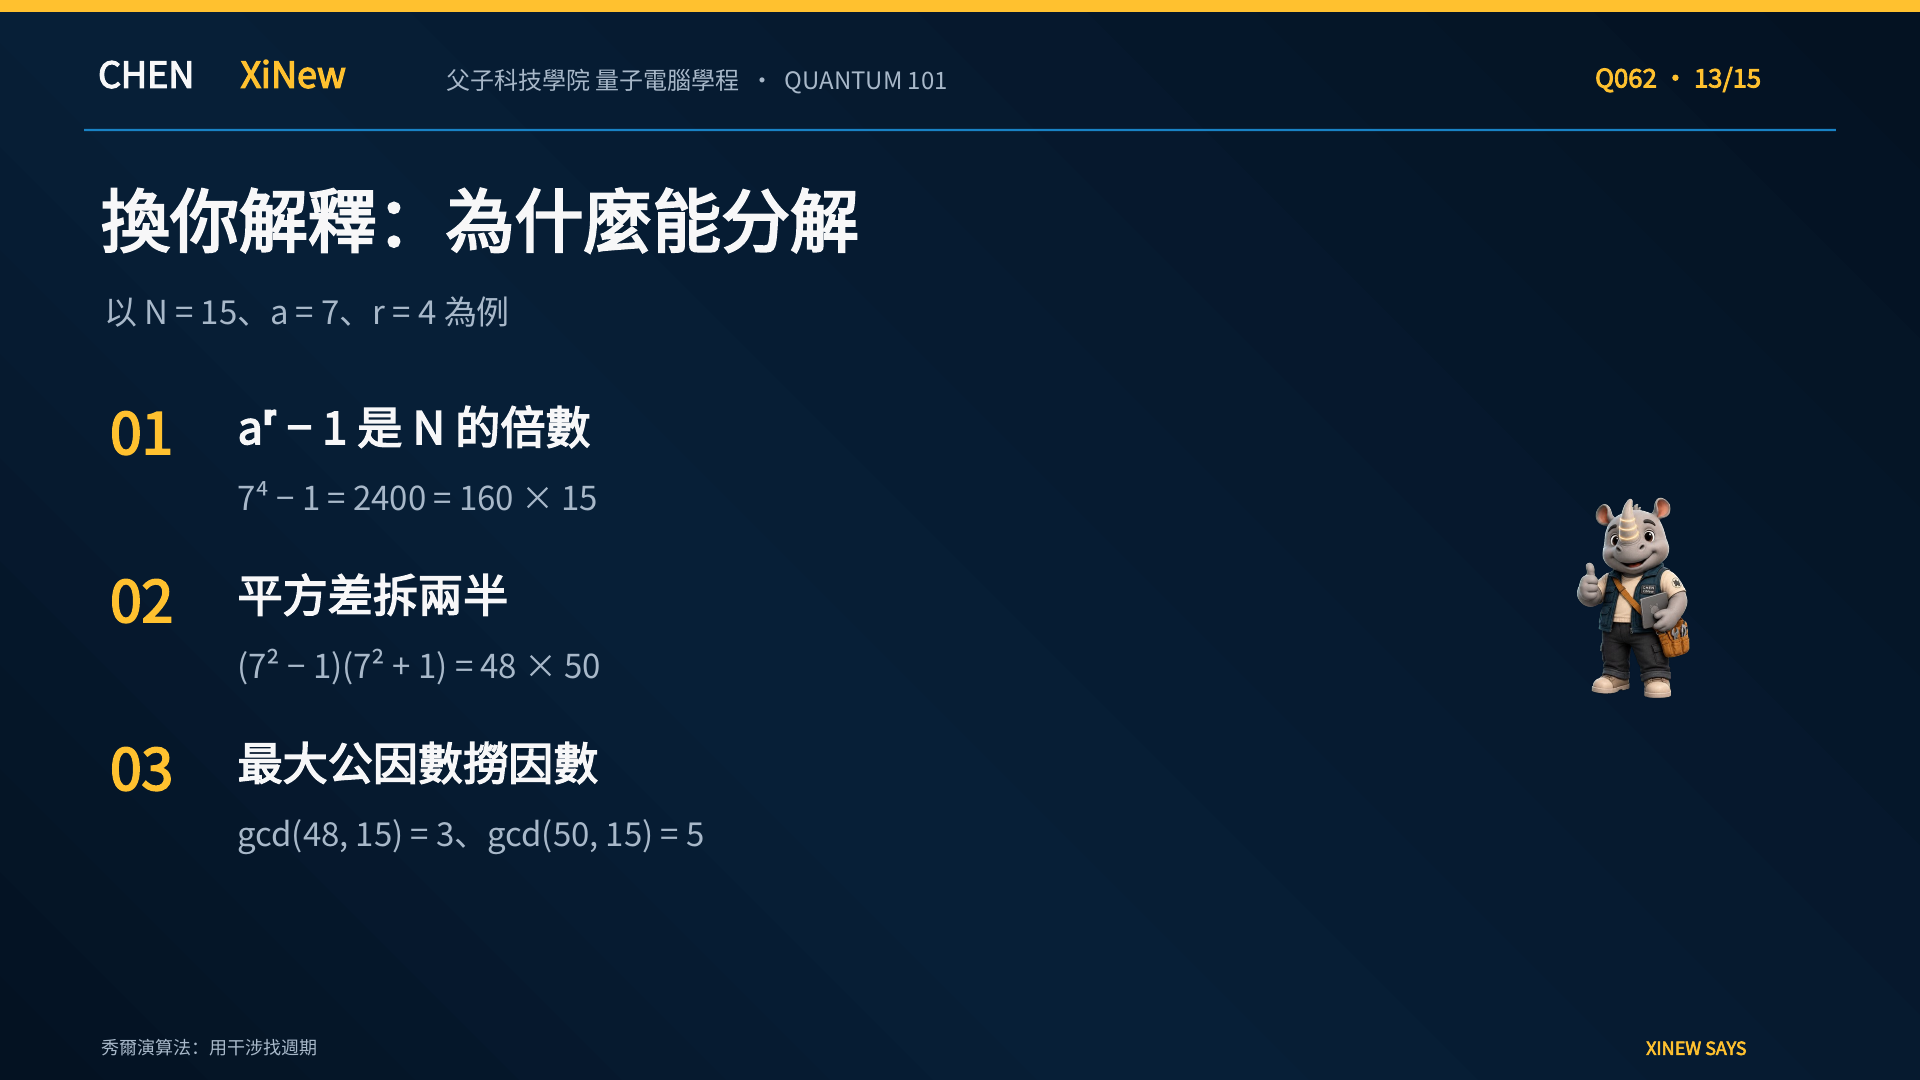 CHEN XiNew 父子科技學院 量子電腦學程 · QUANTUM 101 Q062 · 13/15
換你解釋：為什麼能分解
以 N = 15、a = 7、r = 4 為例
01 aʳ − 1 是 N 的倍數
7⁴ − 1 = 2400 = 160 × 15
02 平方差拆兩半
(7² − 1)(7² + 1) = 48 × 50
03 最大公因數撈因數
gcd(48, 15) = 3、gcd(50, 15) = 5
秀爾演算法：用干涉找週期 XINEW SAYS